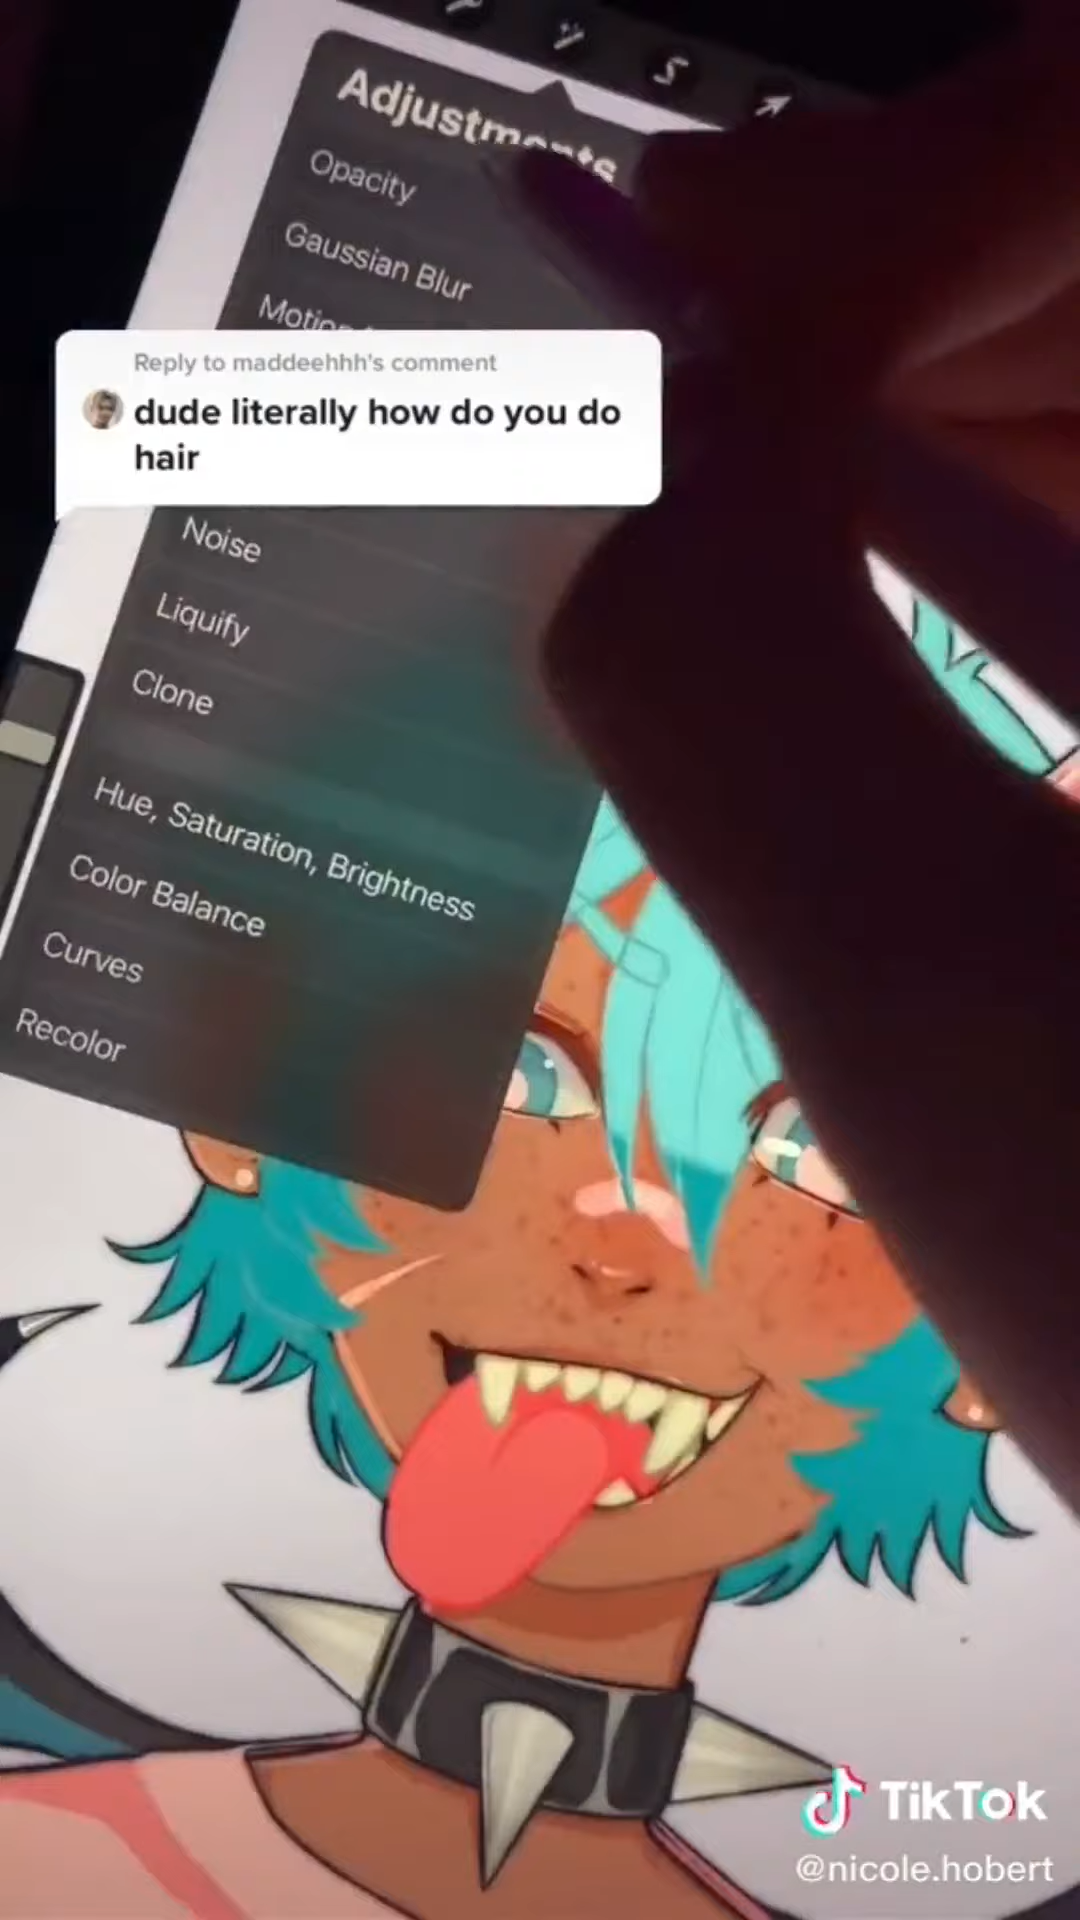 Adjustments
Opacity
Gaussian Blur
Motion
Reply to maddeehhh's comment
dude literally how do you do
hair
Noise
Liquify
Clone
Hue, Saturation, Brightness
Color Balance
Curves
Recolor
TikTok
@nicole.hobert